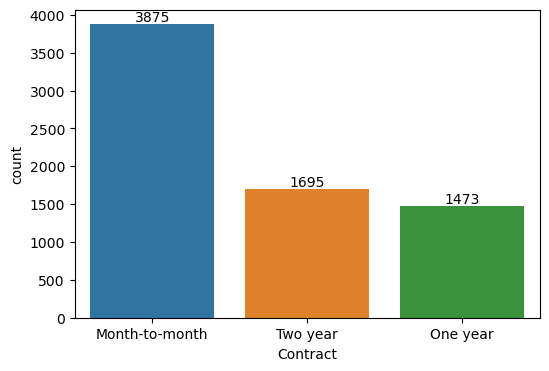 3875
1695
1473
4000
3500
3000
2500
2000
1500
1000
500
0
count
Month-to-month
Two year
One year
Contract